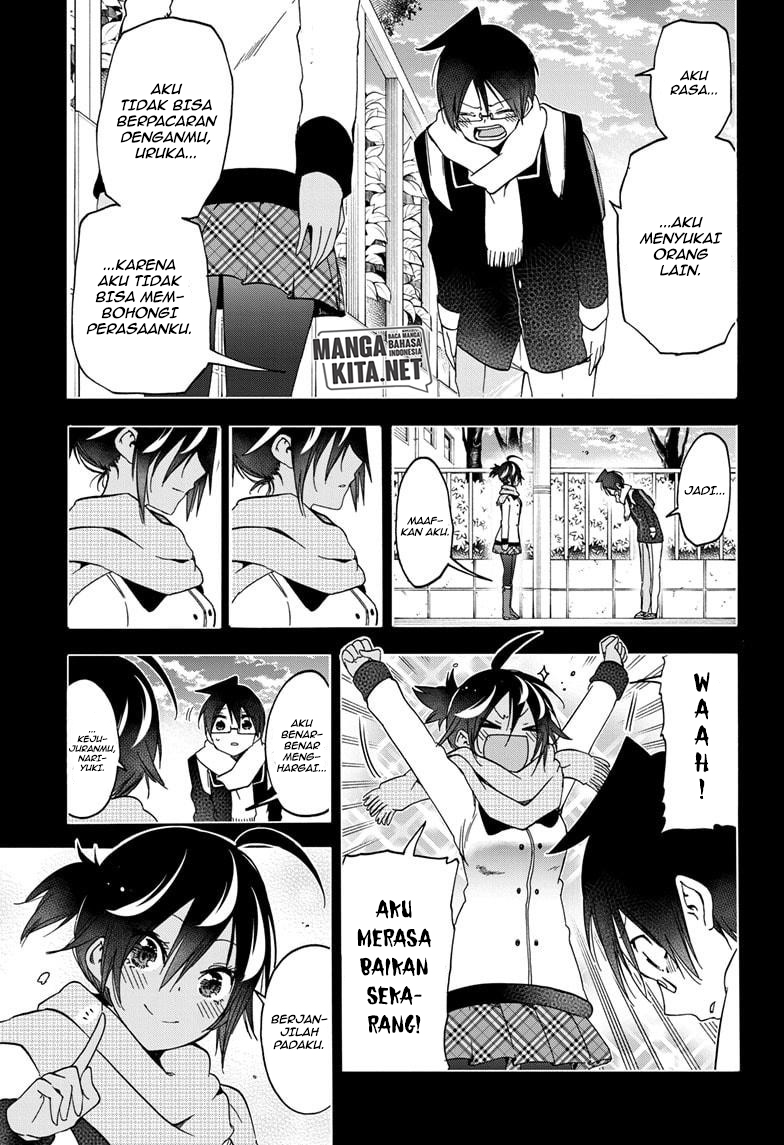 AKU
RASA...
...AKU
MENYUKAI
ORANG
LAIN.
AKU
TIDAK BISA
BERPACARAN
DENGANMU,
URUKA...
...KARENA
AKU TIDAK
BISA MEM-
BOHONGI
PERASAANKU.
MANGA
KITA.NET
BACA MANGA
BAHASA
INDONESIA
JADI...
MAAF-
KAN AKU.
WAAH!
AKU
MERASA
BAIKAN
SEKA-
RANG!
AKU
BENAR-
BENAR
MENG-
HARGAI...
...
KEJU-
JURANMU,
NARI-
YUKI.
BERJAN-
JILAH
PADAKU.